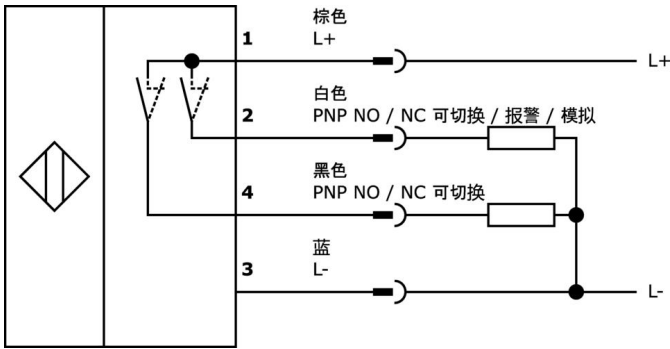 棕色
1 L+
L+
白色
2 PNP NO / NC 可切换 / 报警 / 模拟
黑色
4 PNP NO / NC 可切换
蓝
3 L-
L-